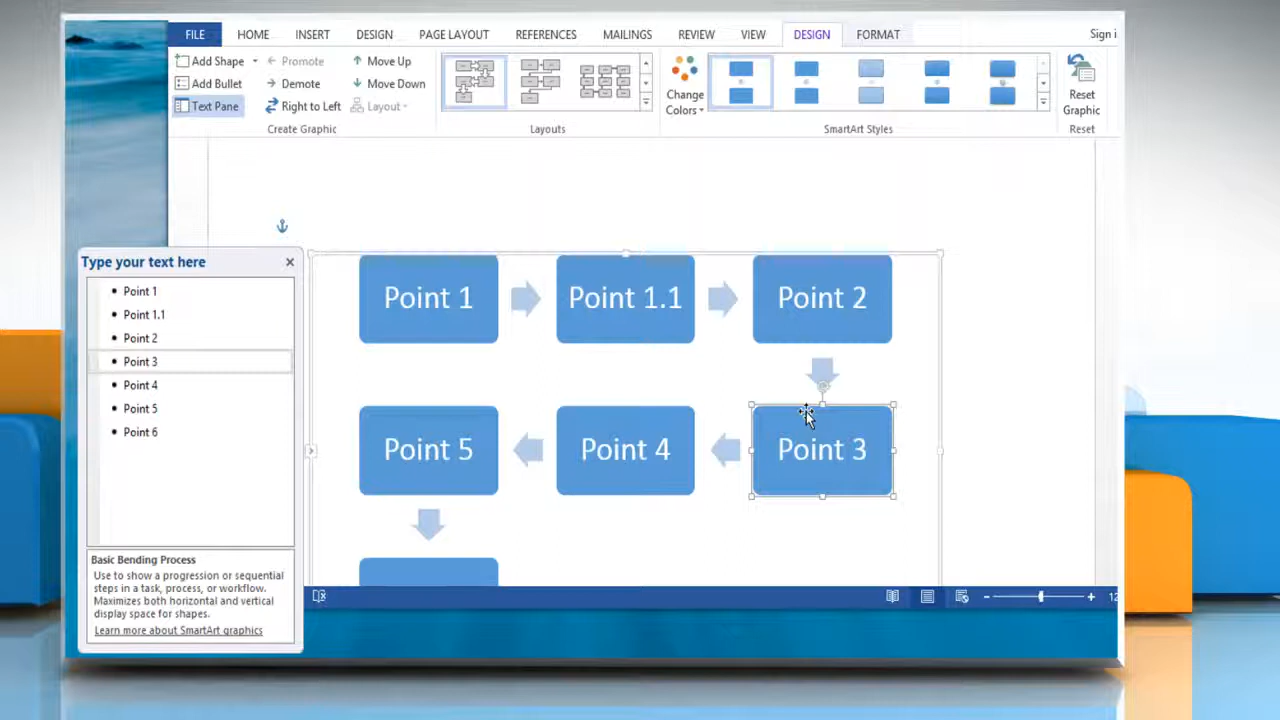 FILE HOME INSERT DESIGN PAGE LAYOUT REFERENCES MAILINGS REVIEW VIEW DESIGN FORMAT Sign i
Add Shape Promote Move Up
Add Bullet Demote Move Down
Text Pane Right to Left Layout
Create Graphic
Layouts
Change
Colors
SmartArt Styles
Reset
Graphic
Reset
Type your text here
Point 1
Point 1.1
Point 2
Point 3
Point 4
Point 5
Point 6
Basic Bending Process
Use to show a progression or sequential
steps in a task, process, or workflow.
Maximizes both horizontal and vertical
display space for shapes.
Learn more about SmartArt graphics
Point 1 Point 1.1 Point 2
Point 5 Point 4 Point 3
12